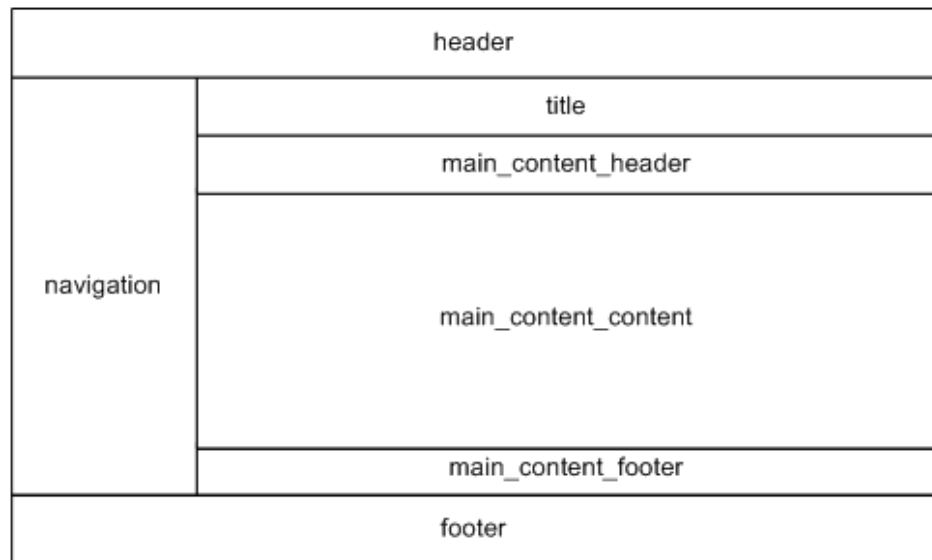 header
title
main_content_header
navigation
main_content_content
main_content_footer
footer